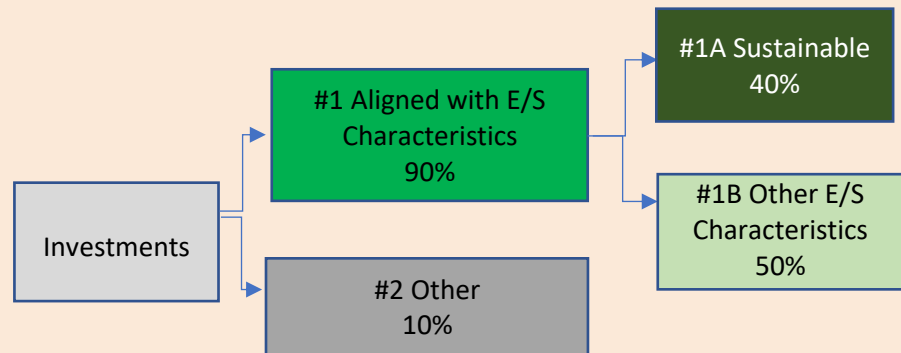 Investments
#1 Aligned with E/S
Characteristics
90%
#2 Other
10%
#1A Sustainable
40%
#1B Other E/S
Characteristics
50%